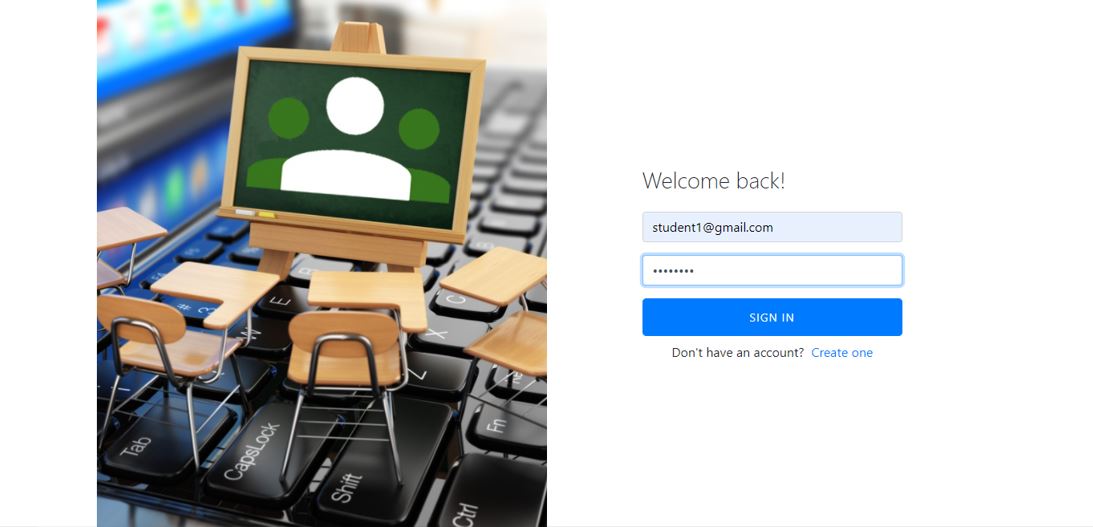 Welcome back!
student1@gmail.com
••••••••
SIGN IN
Don't have an account? Create one
Tab
CapsLock
Shift
Fn
Ctrl